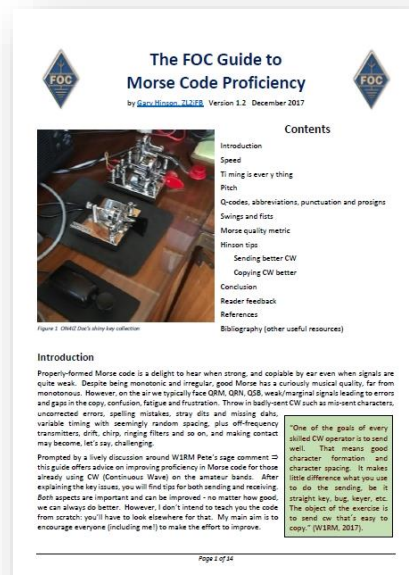 FOC
FOC
The FOC Guide to
Morse Code Proficiency
by Gary Hinson, ZL2iFB Version 1.2 December 2017
Contents
Introduction
Speed
Ti ming is ever y thing
Pitch
Q-codes, abbreviations, punctuation and prosigns
Swings and fists
Morse quality metric
Hinson tips
Sending better CW
Copying CW better
Conclusion
Reader feedback
References
Bibliography (other useful resources)
Figure 1 ON4IZ Dai's shiny key collection
Introduction
Properly-formed Morse code is a delight to hear when strong, and copiable by ear even when signals are
quite weak. Despite being monotonic and irregular, good Morse has a curiously musical quality, far from
monotonous. However, on the air we typically face QRM, QRN, QSB, weak/marginal signals leading to errors
and gaps in the copy, confusion, fatigue and frustration. Throw in badly-sent CW such as mis-sent characters,
uncorrected errors, spelling mistakes, stray dits and missing dahs,
variable timing with seemingly random spacing, plus off-frequency
transmitters, drift, chirp, ringing filters and so on, and making contact
may become, let's say, challenging.
Prompted by a lively discussion around W1RM Pete's sage comment ⇒
this guide offers advice on improving proficiency in Morse code for those
already using CW (Continuous Wave) on the amateur bands. After
explaining the key issues, you will find tips for both sending and receiving.
Both aspects are important and can be improved - no matter how good,
we can always do better. However, I don't intend to teach you the code
from scratch: you'll have to look elsewhere for that. My main aim is to
encourage everyone (including me!) to make the effort to improve.
"One of the goals of every
skilled CW operator is to send
well. That means good
character formation and
character spacing. It makes
little difference what you use
to do the sending, be it
straight key, bug, keyer, etc.
The object of the exercise is
to send cw that's easy to
copy." (W1RM, 2017).
Page 1 of 14